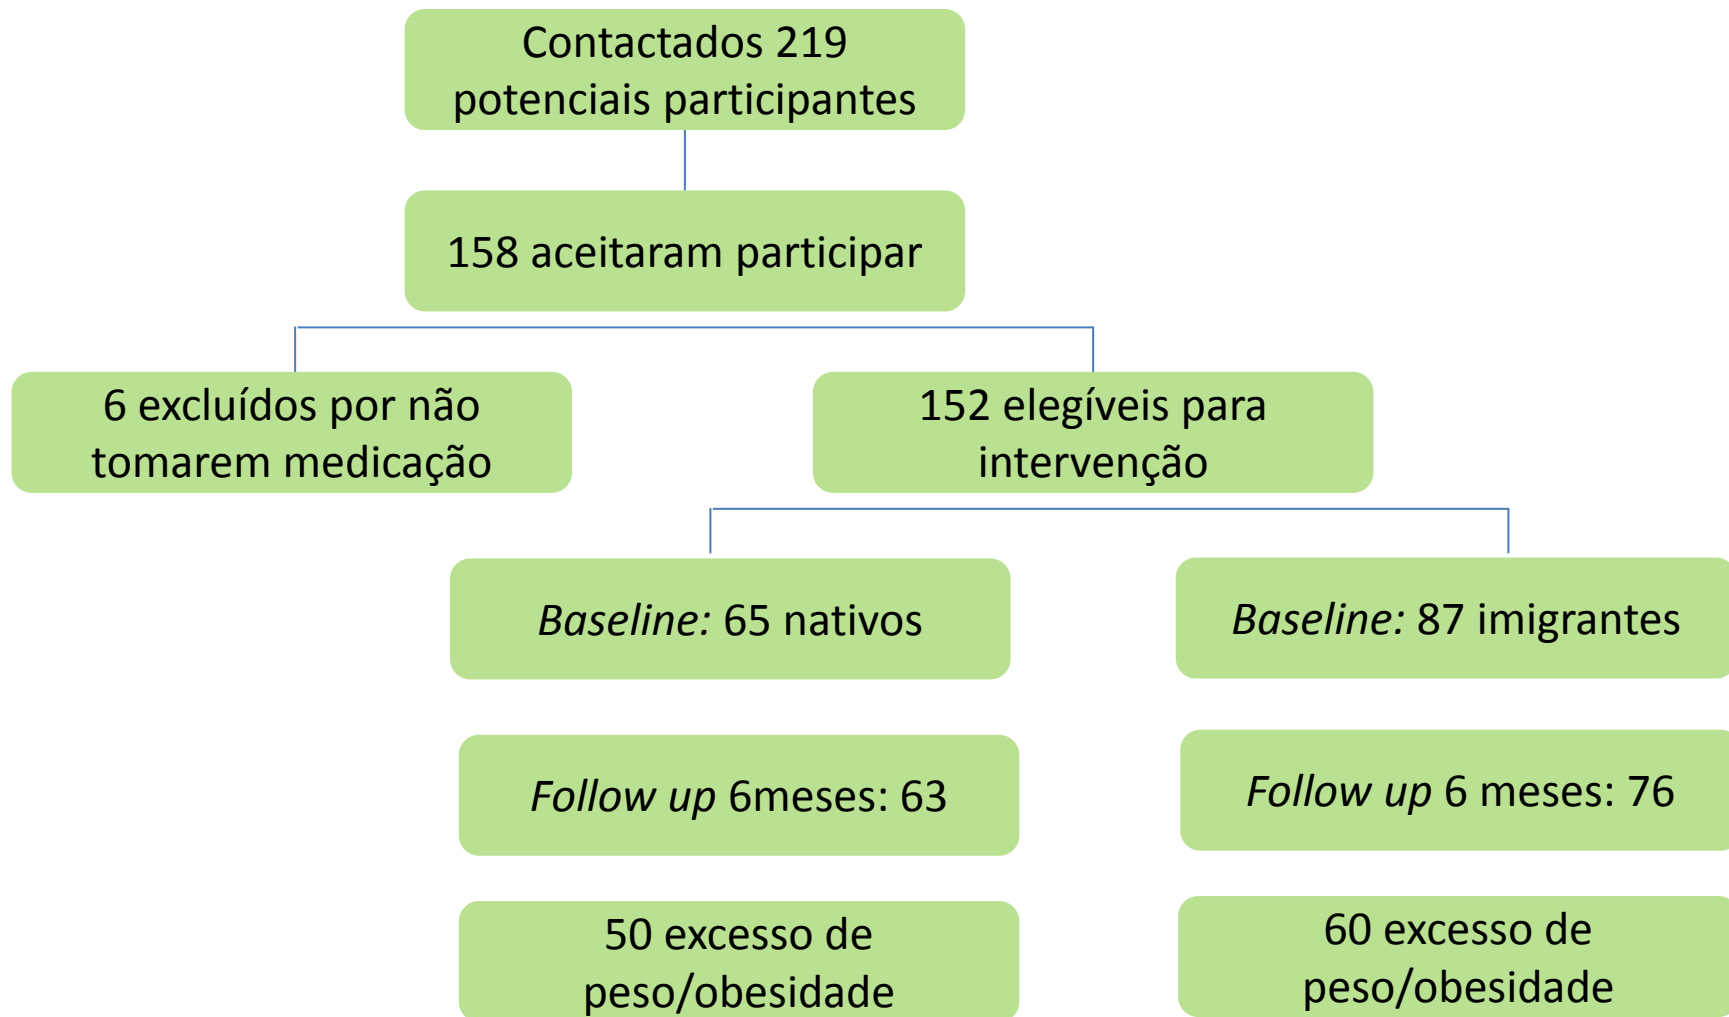 Contactados 219
potenciais participantes
158 aceitaram participar
6 excluídos por não
tomarem medicação
152 elegíveis para
intervenção
Baseline: 65 nativos
Baseline: 87 imigrantes
Follow up 6meses: 63
Follow up 6 meses: 76
50 excesso de
peso/obesidade
60 excesso de
peso/obesidade